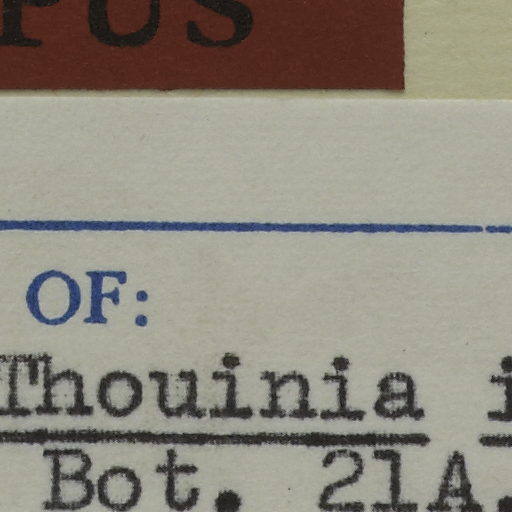 PUS
OF:
Thouinia i
Bot. 21A.